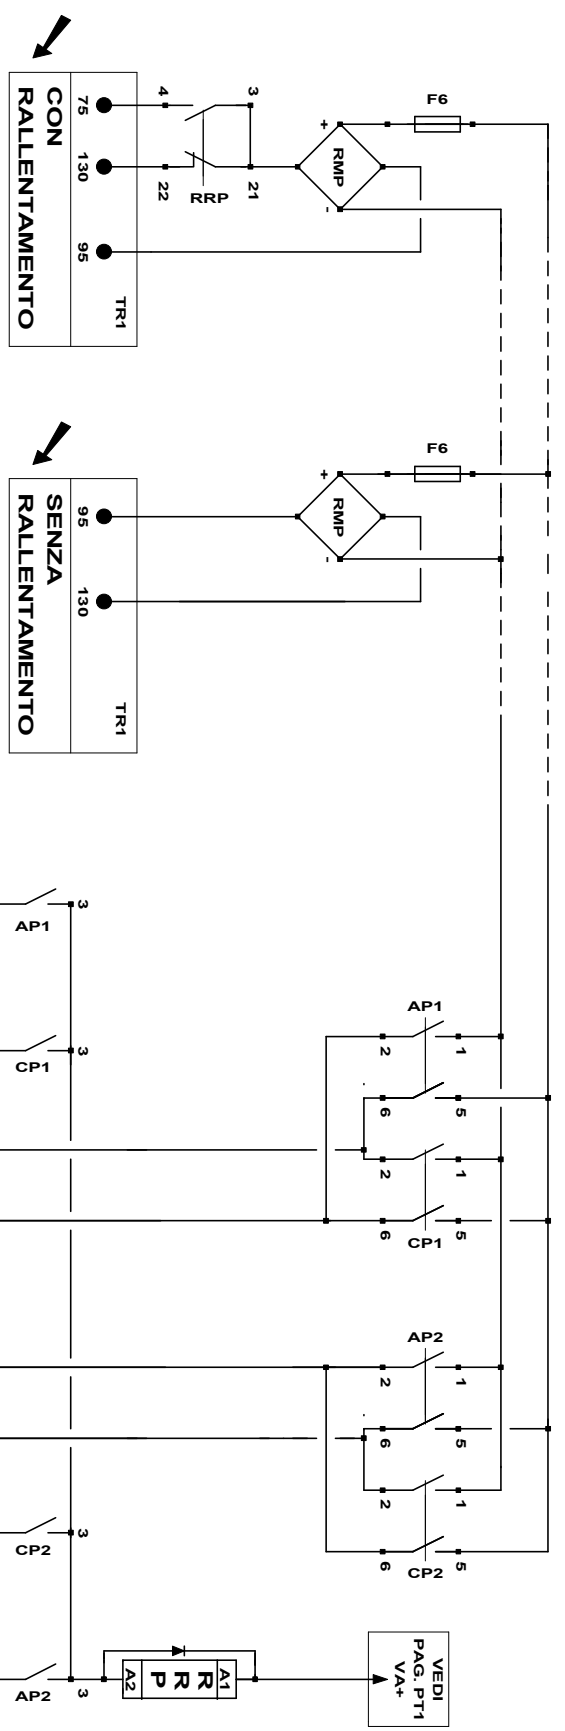 F6
+
RMP
-
3
4
75
130
22
21
RRP
95
TR1
CON
RALLENTAMENTO
F6
+
RMP
-
95
130
TR1
SENZA
RALLENTAMENTO
3
AP1
3
CP1
AP1
2
1
6
5
2
1
6
5
CP1
AP2
2
1
6
5
2
1
6
5
CP2
3
CP2
3
AP2
A2
RRP
A1
VEDI
PAG. PT1
VA+